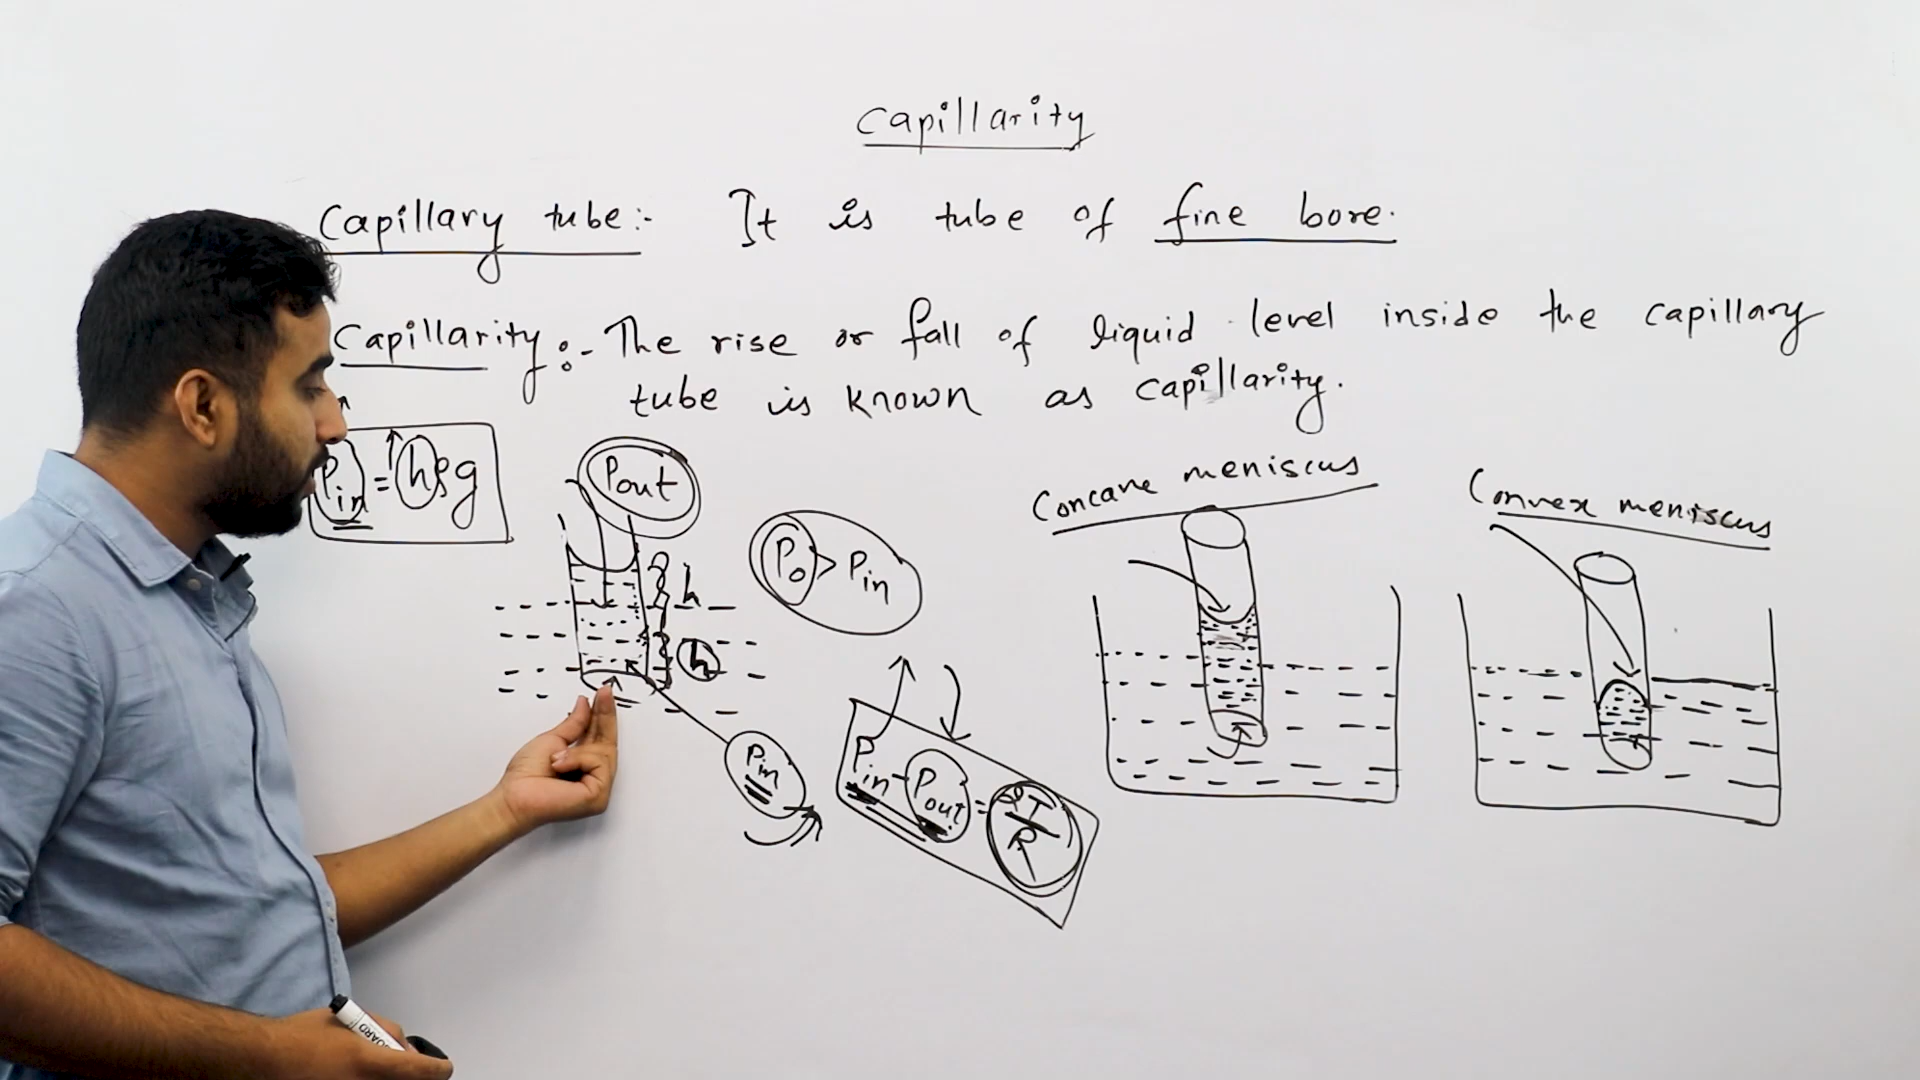 Capillarity
Capillary tube:- It is tube of fine bore.
Capillarity :- The rise or fall of liquid level inside the capillary
tube is known as capillarity.
Pin = hρg
Pout
h
h
Pin
Po > Pin
Pin - Pout = 2T/R
Concave meniscus
Convex meniscus